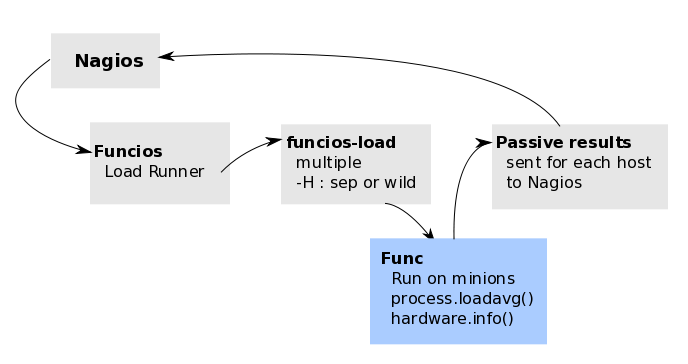 Nagios
Funcios
Load Runner
funcios-load
multiple
-H : sep or wild
Passive results
sent for each host
to Nagios
Func
Run on minions
process.loadavg()
hardware.info()